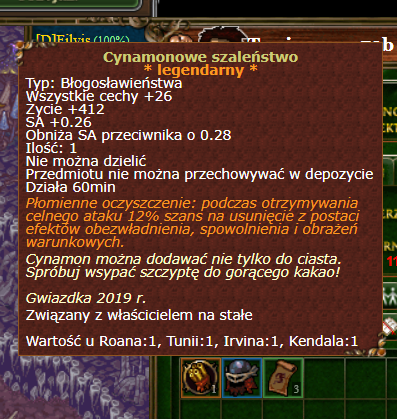 [D]Eilyis (100%)
Cynamonowe szaleństwo
* legendarny *
Typ: Błogosławieństwa
Wszystkie cechy +26
Życie +412
SA +0.26
Obniża SA przeciwnika o 0.28
Ilość: 1
Nie można dzielić
Przedmiotu nie można przechowywać w depozycie
Działa 60min
Płomienne oczyszczenie: podczas otrzymywania
celnego ataku 12% szans na usunięcie z postaci
efektów obezwładnienia, spowolnienia i obrażeń
warunkowych.
Cynamon można dodawać nie tylko do ciasta.
Spróbuj wsypać szczyptę do gorącego kakao!
Gwiazdka 2019 r.
Związany z właścicielem na stałe
Wartość u Roana:1, Tunii:1, Irvina:1, Kendala:1
1
3